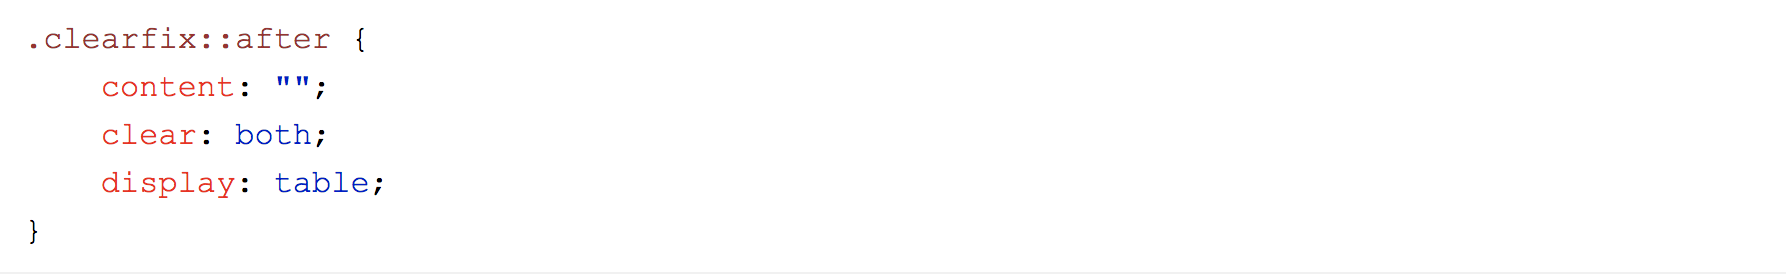 .clearfix::after {
    content: "";
    clear: both;
    display: table;
}